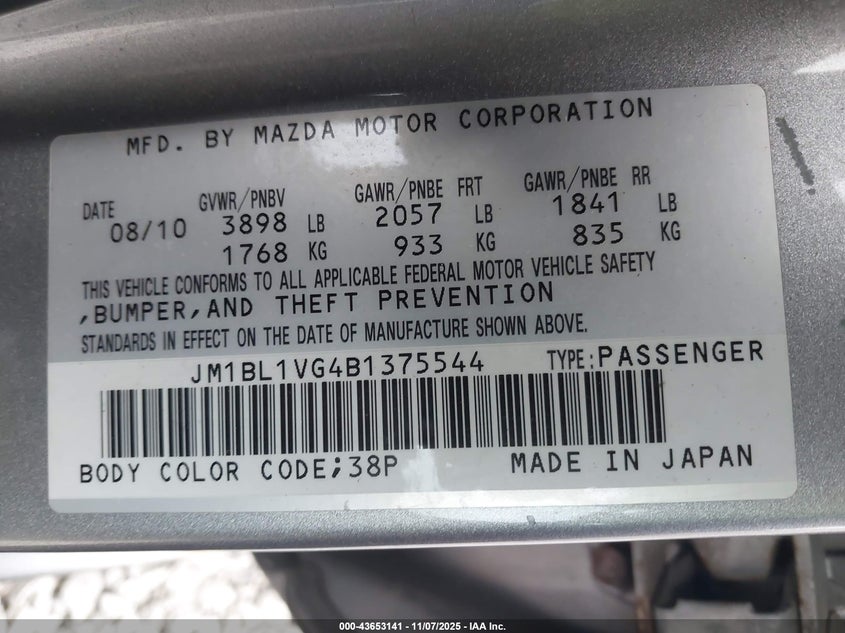 MFD. BY MAZDA MOTOR CORPORATION
DATE GVWR/PNBV GAWR/PNBE FRT GAWR/PNBE RR
08/10 3898 LB 2057 LB 1841 LB
1768 KG 933 KG 835 KG
THIS VEHICLE CONFORMS TO ALL APPLICABLE FEDERAL MOTOR VEHICLE SAFETY
,BUMPER,AND THEFT PREVENTION
STANDARDS IN EFFECT ON THE DATE OF MANUFACTURE SHOWN ABOVE.
JM1BL1VG4B1375544 TYPE:PASSENGER
BODY COLOR CODE;38P MADE IN JAPAN
000-43653141 - 11/07/2025 - IAA Inc.